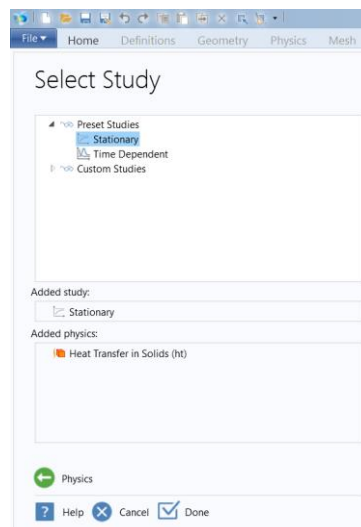 File Home Definitions Geometry Physics Mesh
Select Study
Preset Studies
Stationary
Time Dependent
Custom Studies
Added study:
Stationary
Added physics:
Heat Transfer in Solids (ht)
Physics
? Help Cancel Done